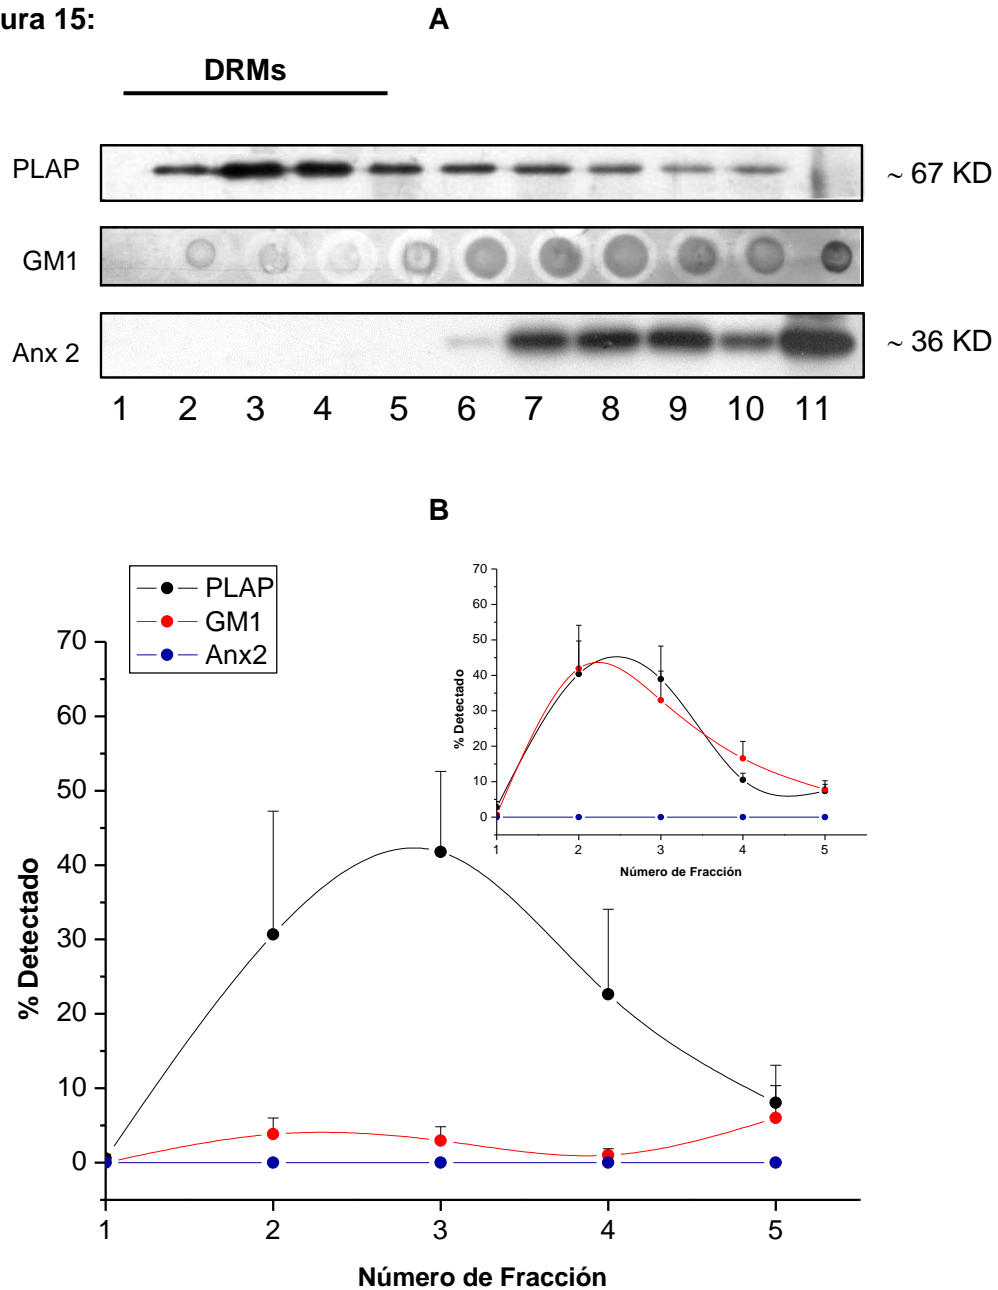 ura 15:
A
DRMs
PLAP
~ 67 KD
GM1
Anx 2
~ 36 KD
1 2 3 4 5 6 7 8 9 10 11
B
PLAP
GM1
Anx2
70
60
50
40
30
20
10
0
% Detectado
1 2 3 4 5
Número de Fracción
70
60
50
40
30
20
10
0
% Detectado
1 2 3 4 5
Número de Fracción